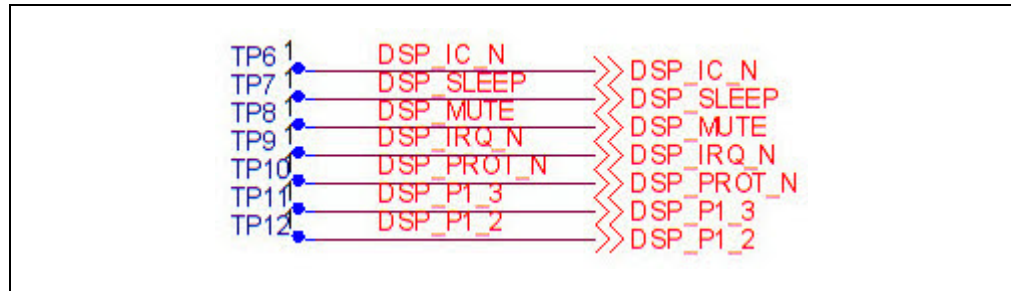 TP6 1 DSP_IC_N DSP_IC_N
TP7 1 DSP_SLEEP DSP_SLEEP
TP8 1 DSP_MUTE DSP_MUTE
TP9 1 DSP_IRQ_N DSP_IRQ_N
TP10 1 DSP_PROT_N DSP_PROT_N
TP11 1 DSP_P1_3 DSP_P1_3
TP12 1 DSP_P1_2 DSP_P1_2